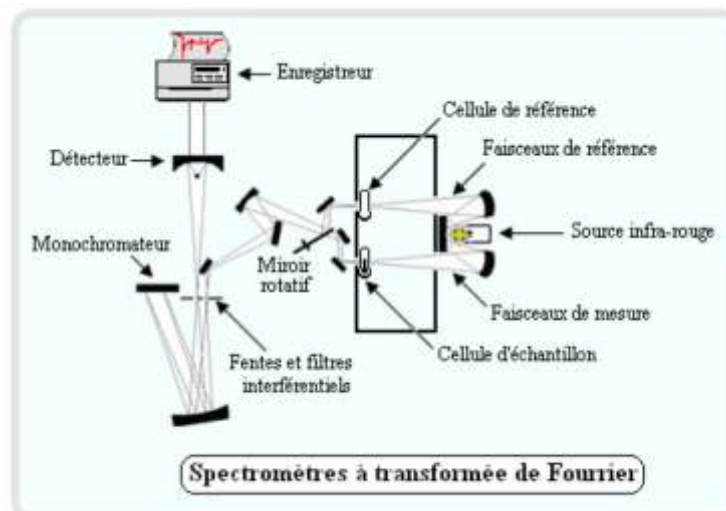 Enregistreur
Cellule de référence
Détecteur
Faisceaux de référence
Monochromateur
Source infra-rouge
Miroir
rotatif
Faisceaux de mesure
Fentes et filtres
interférentiels
Cellule d'échantillon
Spectromètres à transformée de Fourrier